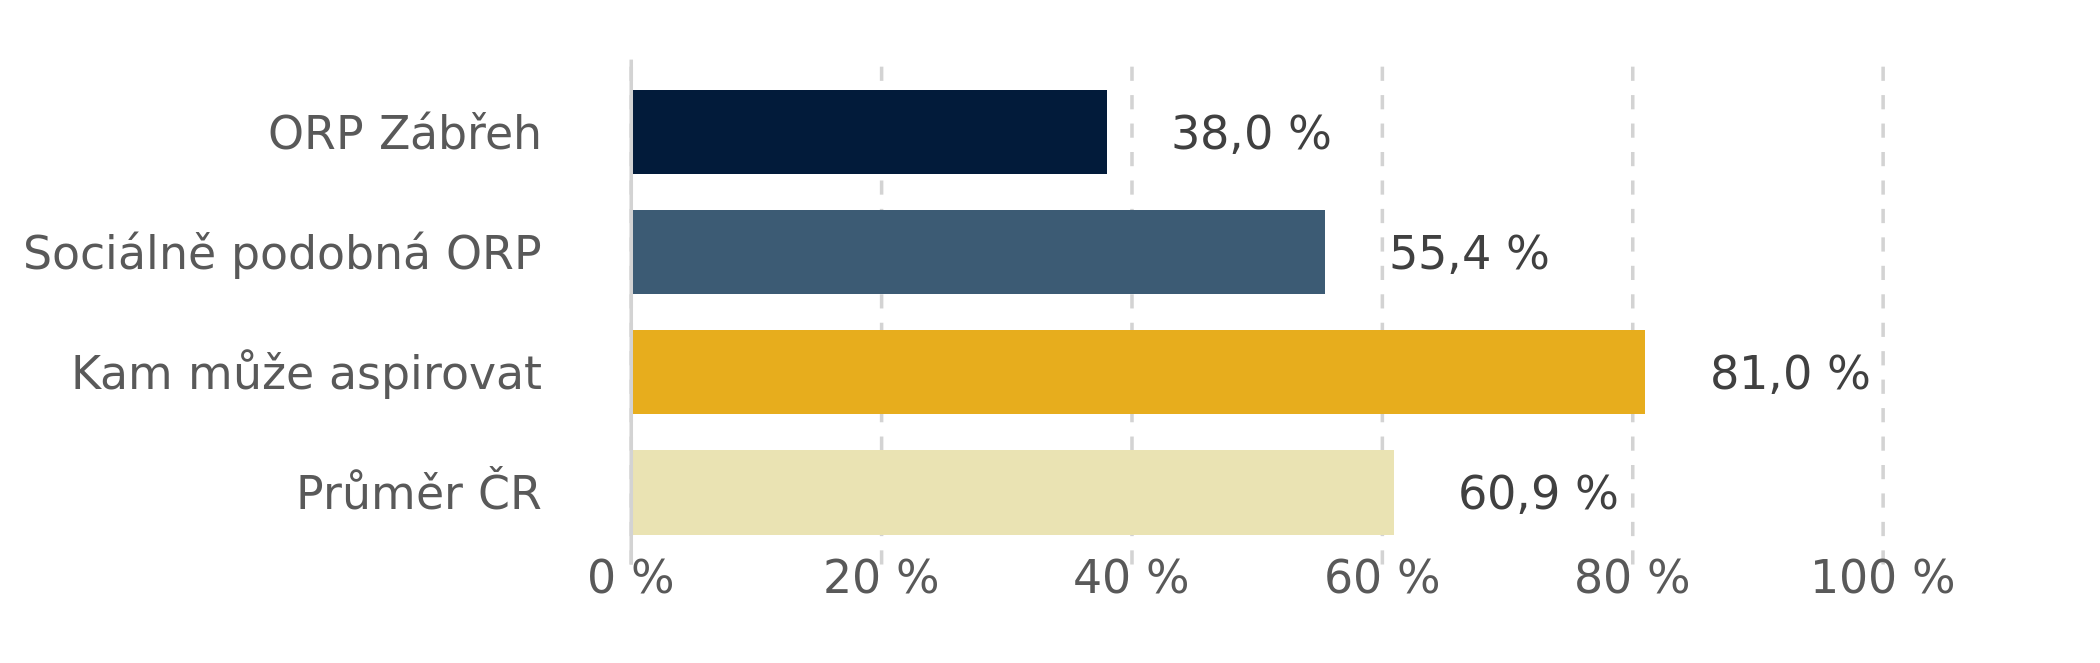 ORP Zábřeh
38,0 %
Sociálně podobná ORP
55,4 %
Kam může aspirovat
81,0 %
Průměr ČR
60,9 %
0 % 20 % 40 % 60 % 80 % 100 %